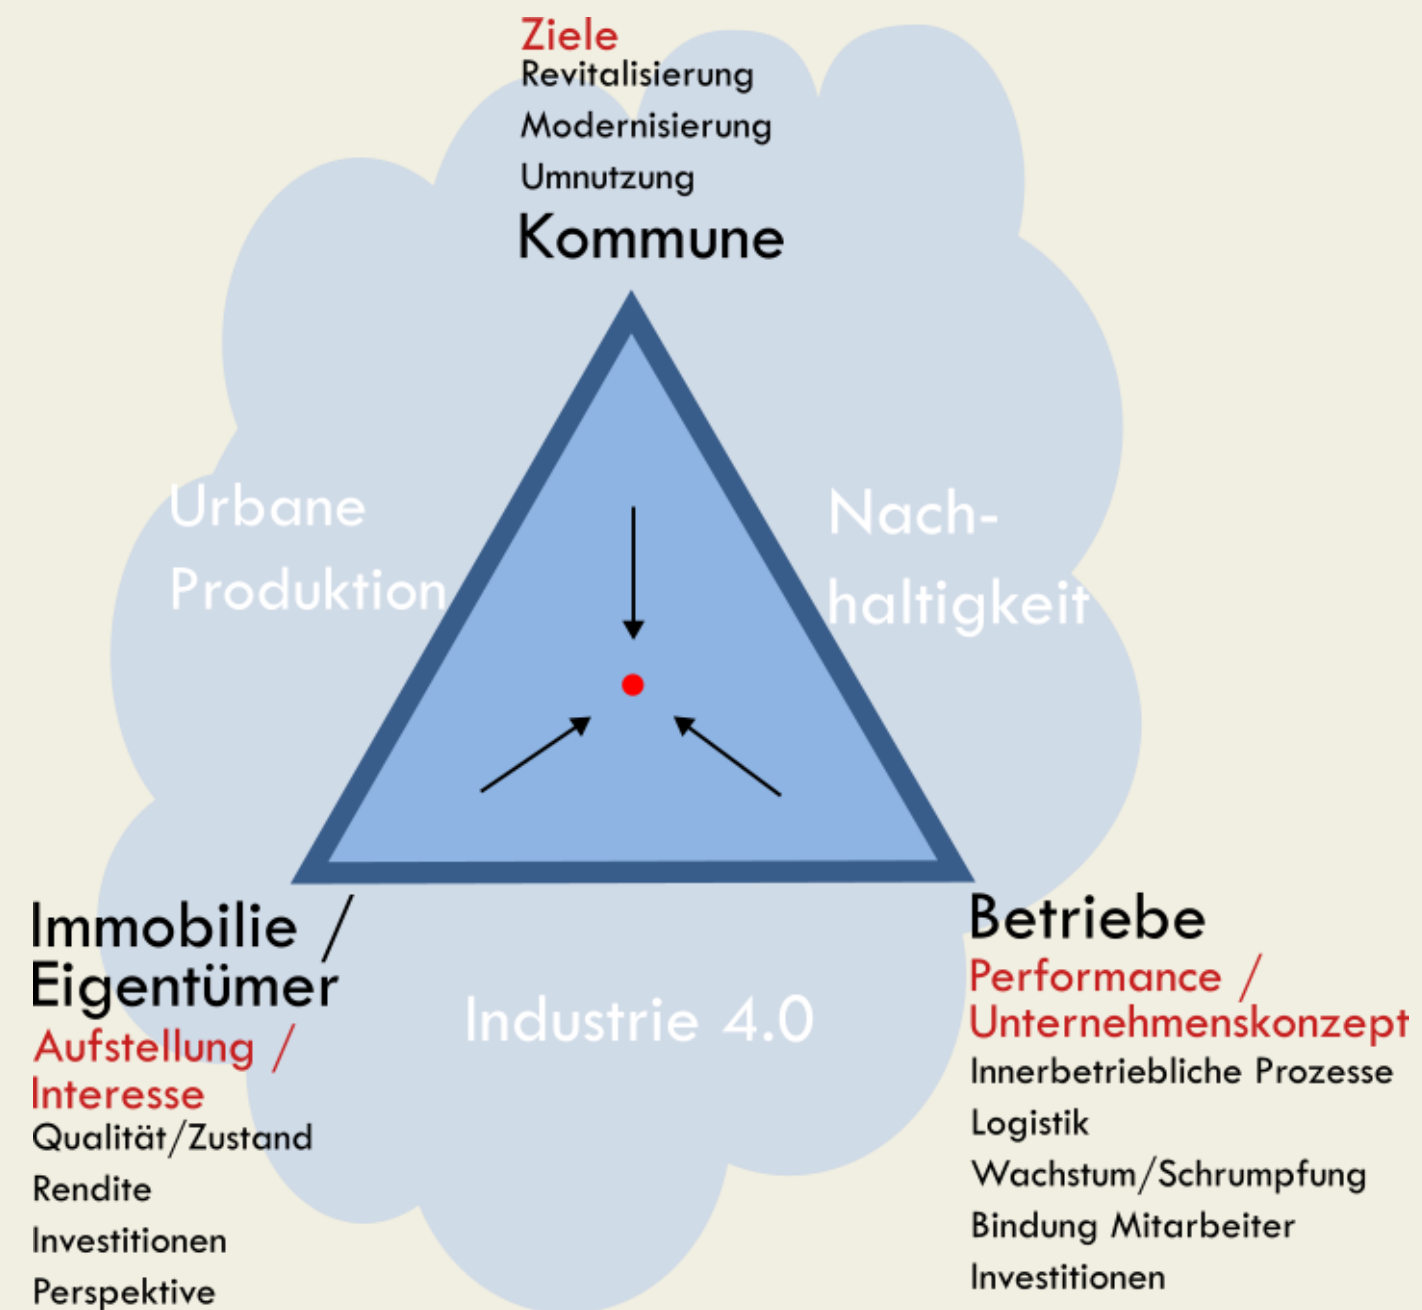 Ziele
Revitalisierung
Modernisierung
Umnutzung
Kommune
Urbane
Produktion
Nach-
haltigkeit
Industrie 4.0
Immobilie /
Eigentümer
Aufstellung /
Interesse
Qualität/Zustand
Rendite
Investitionen
Perspektive
Betriebe
Performance /
Unternehmenskonzept
Innerbetriebliche Prozesse
Logistik
Wachstum/Schrumpfung
Bindung Mitarbeiter
Investitionen